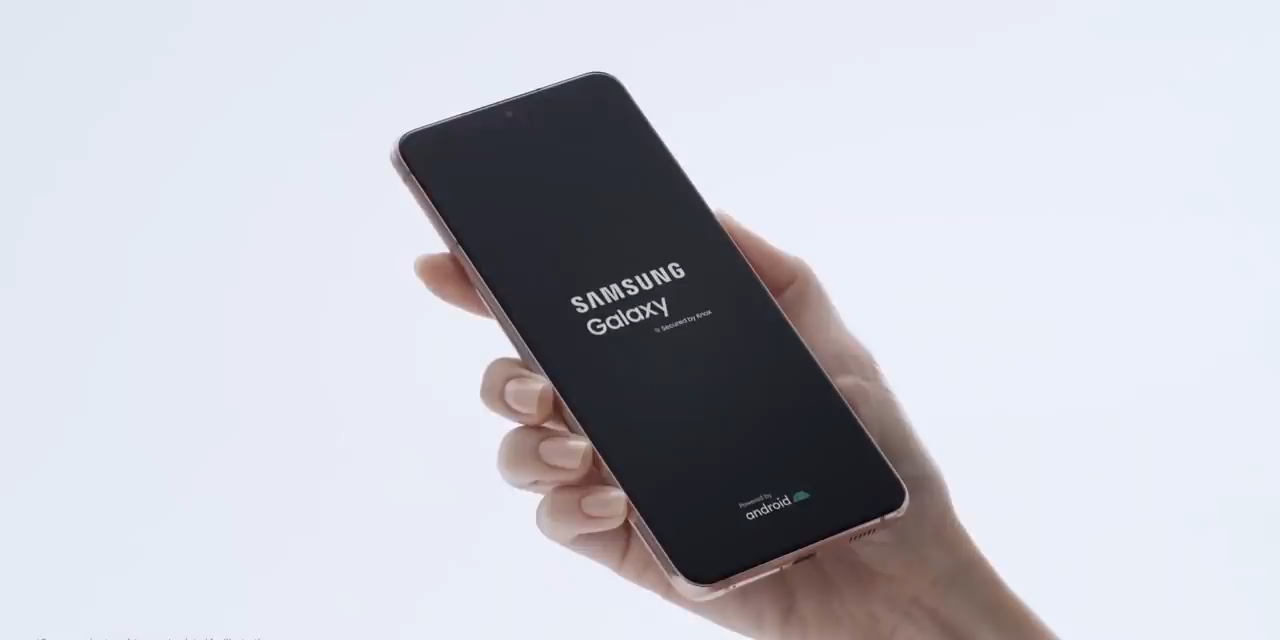 SAMSUNG
Galaxy
Secured by Knox
Powered by
android